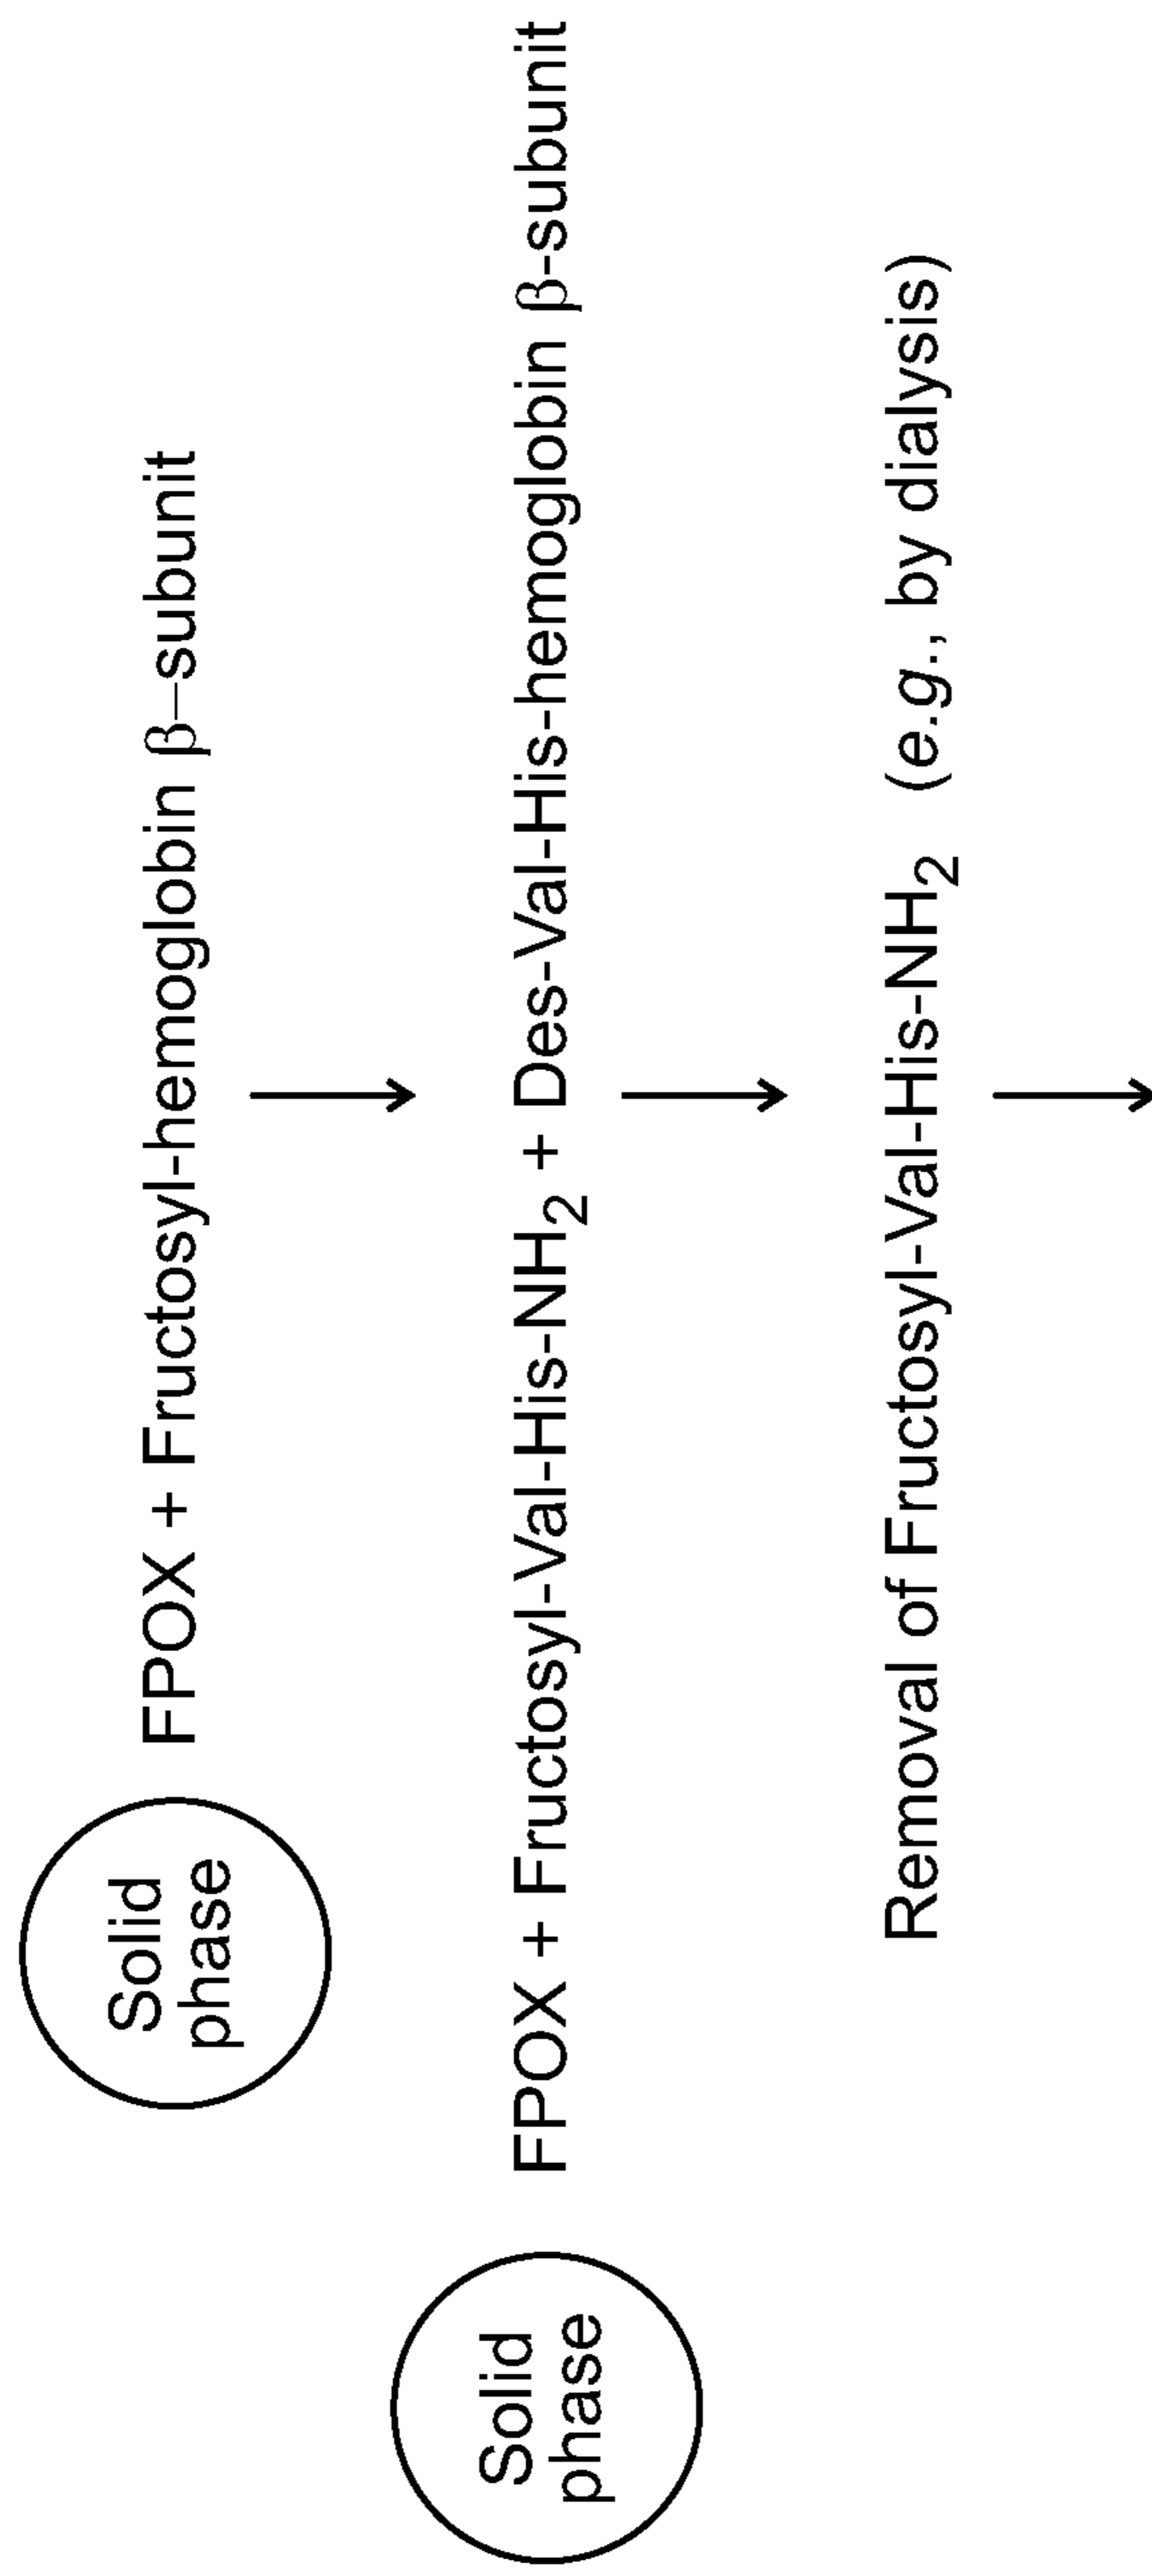 Solid
phase
FPOX + Fructosyl-hemoglobin β–subunit
Solid
phase
FPOX + Fructosyl-Val-His-NH₂ + Des-Val-His-hemoglobin β-subunit
Removal of Fructosyl-Val-His-NH₂ (e.g., by dialysis)